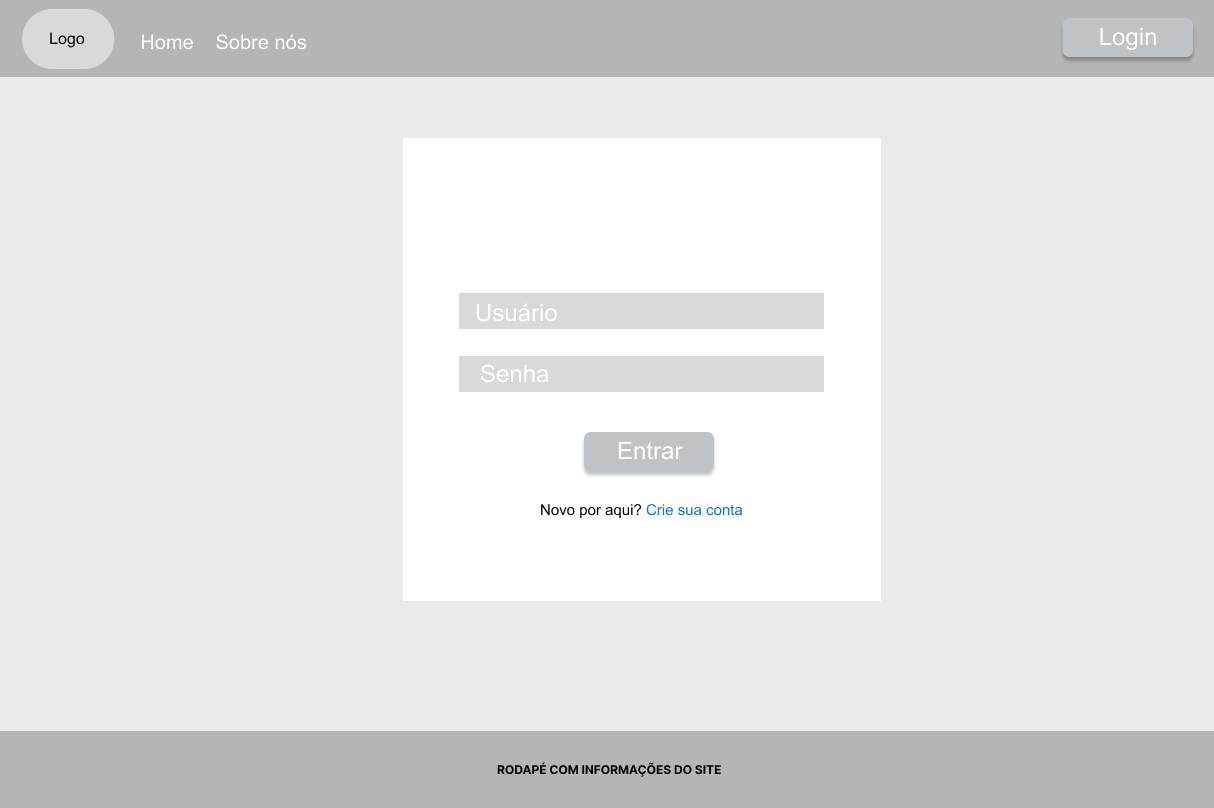 Logo
Home
Sobre nós
Login
Usuário
Senha
Entrar
Novo por aqui? Crie sua conta
RODAPÉ COM INFORMAÇÕES DO SITE